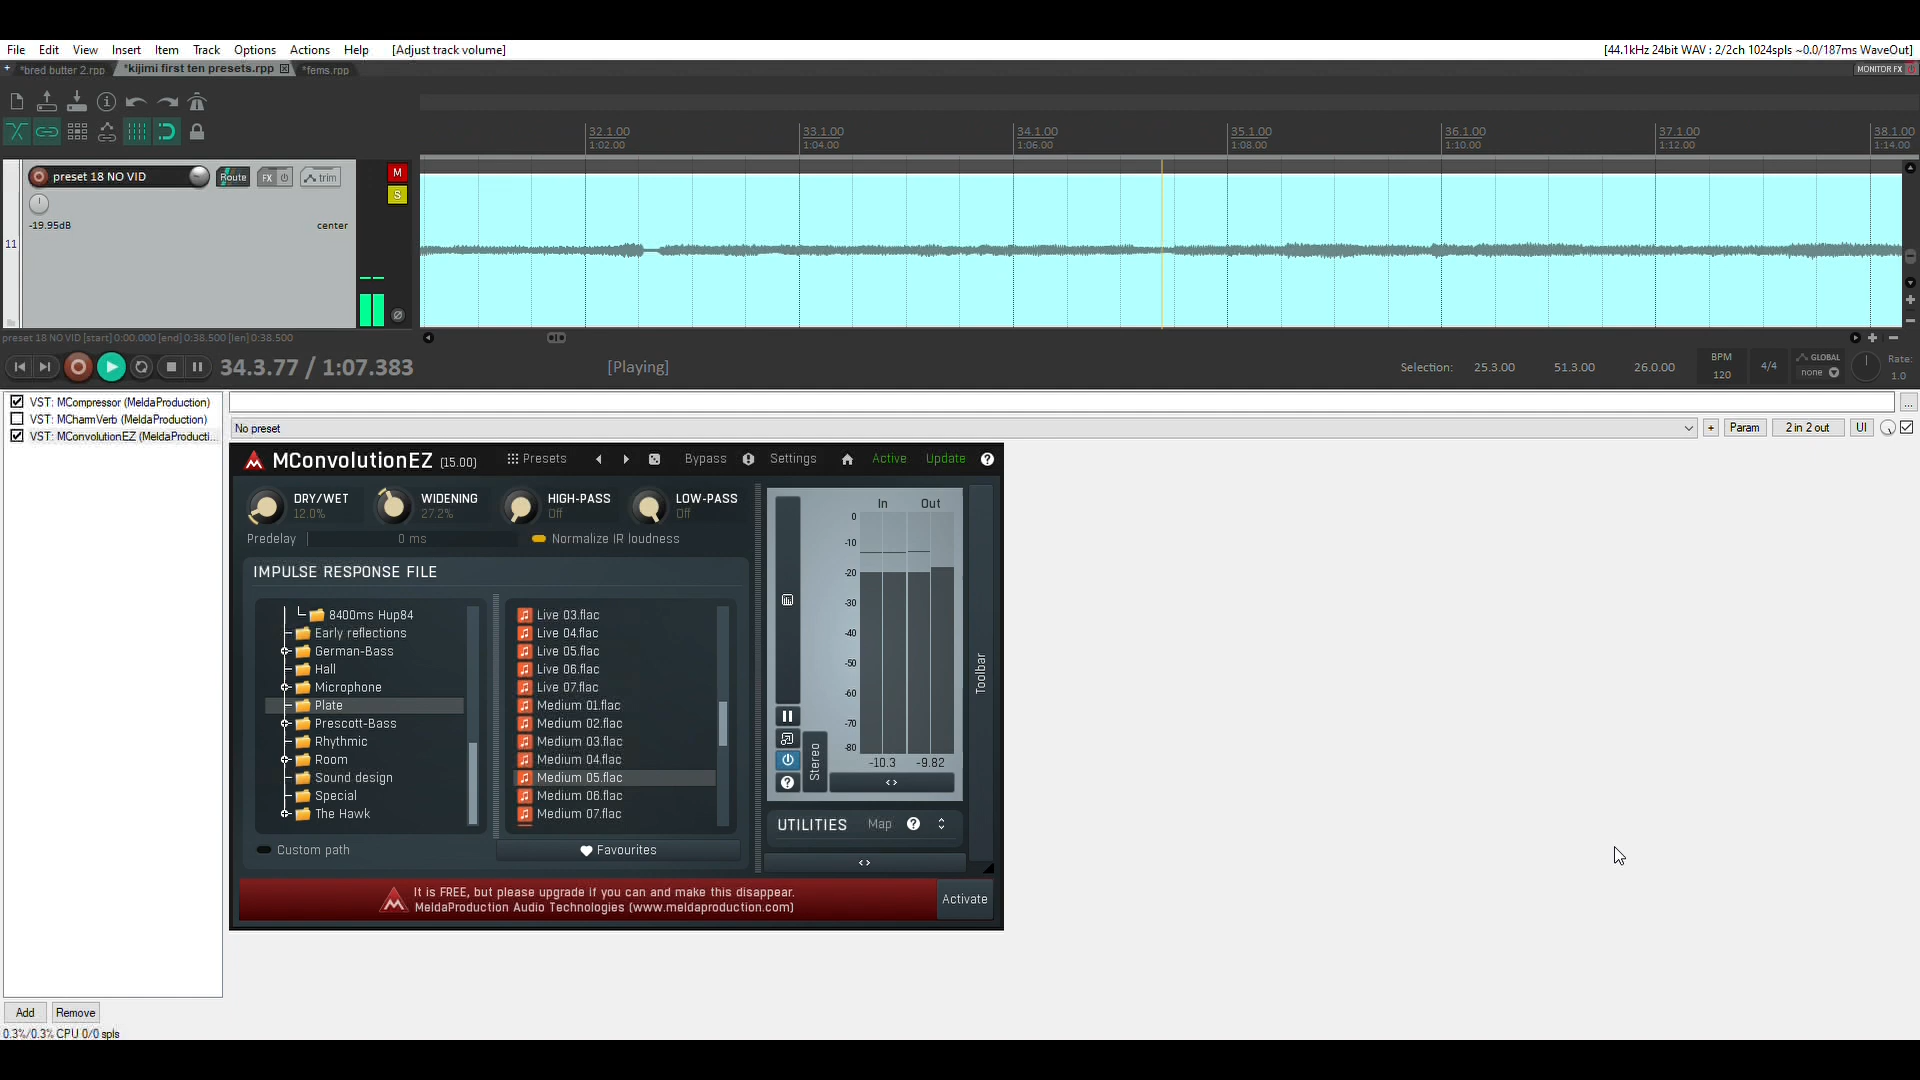 File Edit View Insert Item Track Options Actions Help [Adjust track volume] [44.1kHz 24bit WAV : 2/2ch 1024spls ~0.0/187ms WaveOut]
+ *bred butter 2.rpp *kijimi first ten presets.rpp *fems.rpp MONITOR FX
32.1.00 33.1.00 34.1.00 35.1.00 36.1.00 37.1.00 38.1.00
1:02.00 1:04.00 1:06.00 1:08.00 1:10.00 1:12.00 1:14.00
preset 18 NO VID Route FX trim M
S
-19.95dB center
11
preset 18 NO VID [start] 0:00.000 [end] 0:38.500 [len] 0:38.500
34.3.77 / 1:07.383 [Playing] Selection: 25.3.00 51.3.00 26.0.00
BPM
120
4/4
GLOBAL
none
Rate:
1.0
VST: MCompressor (MeldaProduction)
VST: MCharmVerb (MeldaProduction)
VST: MConvolutionEZ (MeldaProducti...
...
No preset + Param 2 in 2 out UI
MConvolutionEZ (15.00) Presets Bypass Settings Active Update ?
DRY/WET WIDENING HIGH-PASS LOW-PASS
12.0% 27.2% Off Off
Predelay 0 ms Normalize IR loudness
IMPULSE RESPONSE FILE
8400ms Hup84
Early reflections
German-Bass
Hall
Microphone
Plate
Prescott-Bass
Rhythmic
Room
Sound design
Special
The Hawk
Live 03.flac
Live 04.flac
Live 05.flac
Live 06.flac
Live 07.flac
Medium 01.flac
Medium 02.flac
Medium 03.flac
Medium 04.flac
Medium 05.flac
Medium 06.flac
Medium 07.flac
Custom path Favourites
In Out
0
-10
-20
-30
-40
-50
-60
-70
-80
-10.3 -9.82
Stereo
?
Toolbar
UTILITIES Map ?
It is FREE, but please upgrade if you can and make this disappear.
MeldaProduction Audio Technologies (www.meldaproduction.com)
Activate
Add Remove
0.3%/0.3% CPU 0/0 spls